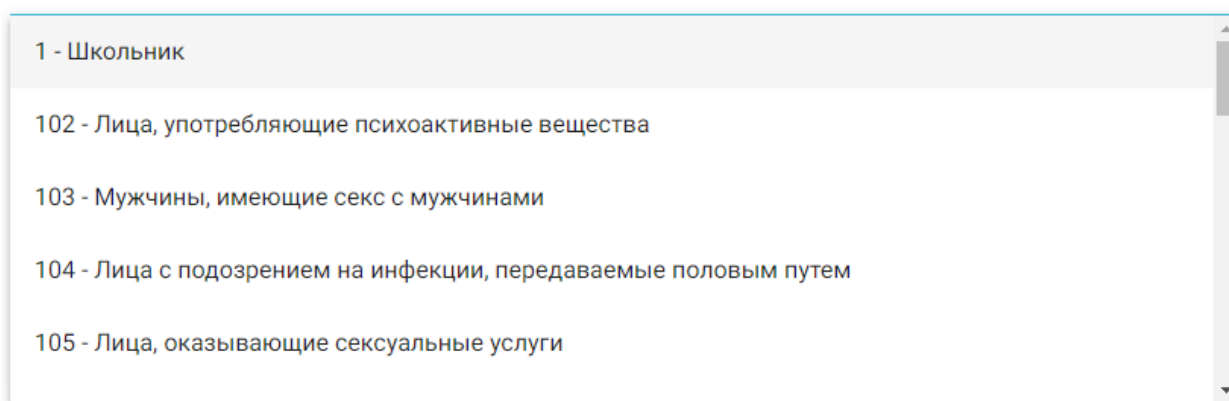 1 - Школьник
102 - Лица, употребляющие психоактивные вещества
103 - Мужчины, имеющие секс с мужчинами
104 - Лица с подозрением на инфекции, передаваемые половым путем
105 - Лица, оказывающие сексуальные услуги